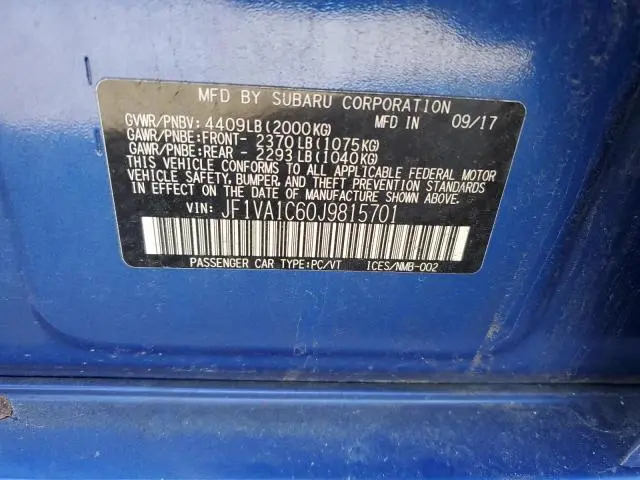 MFD BY SUBARU CORPORATION
GVWR/PNBV: 4409LB(2000KG) MFD IN 09/17
GAWR/PNBE:FRONT- 2370LB(1075KG)
GAWR/PNBE:REAR - 2293LB(1040KG)
THIS VEHICLE CONFORMS TO ALL APPLICABLE FEDERAL MOTOR
VEHICLE SAFETY, BUMPER, AND THEFT PREVENTION STANDARDS
IN EFFECT ON THE DATE OF MANUFACTURE SHOWN ABOVE.
VIN: JF1VA1C60J9815701
PASSENGER CAR TYPE:PC/VT ICES/NMB-002